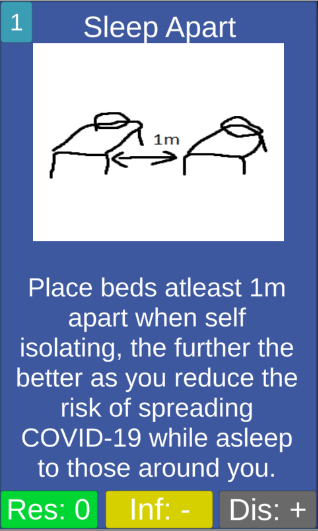 1
Sleep Apart
1m
Place beds atleast 1m
apart when self
isolating, the further the
better as you reduce the
risk of spreading
COVID-19 while asleep
to those around you.
Res: 0
Inf: -
Dis: +